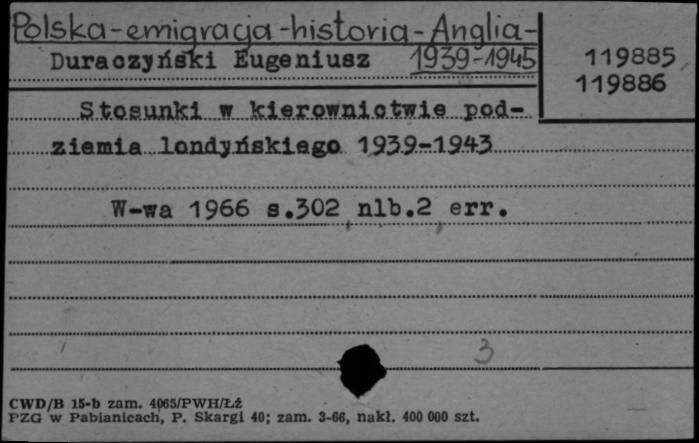 Polska-emigracja-historia-Anglia-
1939-1945
Duraczyński Eugeniusz
119885,
119886
Stosunki w kierownictwie pod-
ziemia londyńskiego 1939-1943
W-wa 1966 s.302 nlb.2 err.
3
CWD/B 15-b zam. 4065/PWH/Łź
PZG w Pabianicach, P. Skargi 40; zam. 3-66, nakł. 400 000 szt.